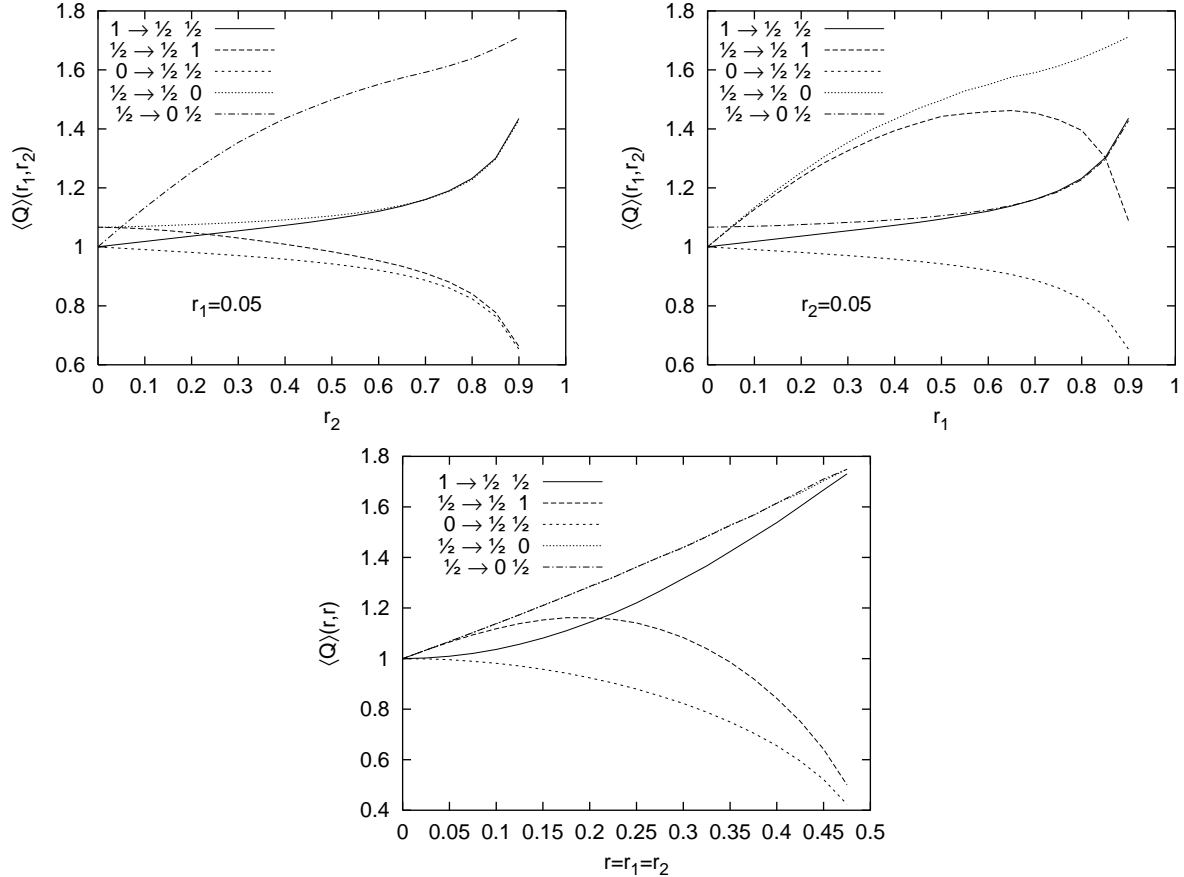 1.8
1.6
1.4
1.2
1
0.8
0.6
⟨Q⟩(r₁,r₂)
1 → ½ ½
½ → ½ 1
0 → ½ ½
½ → ½ 0
½ → 0 ½
r₁=0.05
0 0.1 0.2 0.3 0.4 0.5 0.6 0.7 0.8 0.9 1
r₂
1.8
1.6
1.4
1.2
1
0.8
0.6
⟨Q⟩(r₁,r₂)
1 → ½ ½
½ → ½ 1
0 → ½ ½
½ → ½ 0
½ → 0 ½
r₂=0.05
0 0.1 0.2 0.3 0.4 0.5 0.6 0.7 0.8 0.9 1
r₁
1.8
1.6
1.4
1.2
1
0.8
0.6
0.4
⟨Q⟩(r,r)
1 → ½ ½
½ → ½ 1
0 → ½ ½
½ → ½ 0
½ → 0 ½
0 0.05 0.1 0.15 0.2 0.25 0.3 0.35 0.4 0.45 0.5
r=r₁=r₂